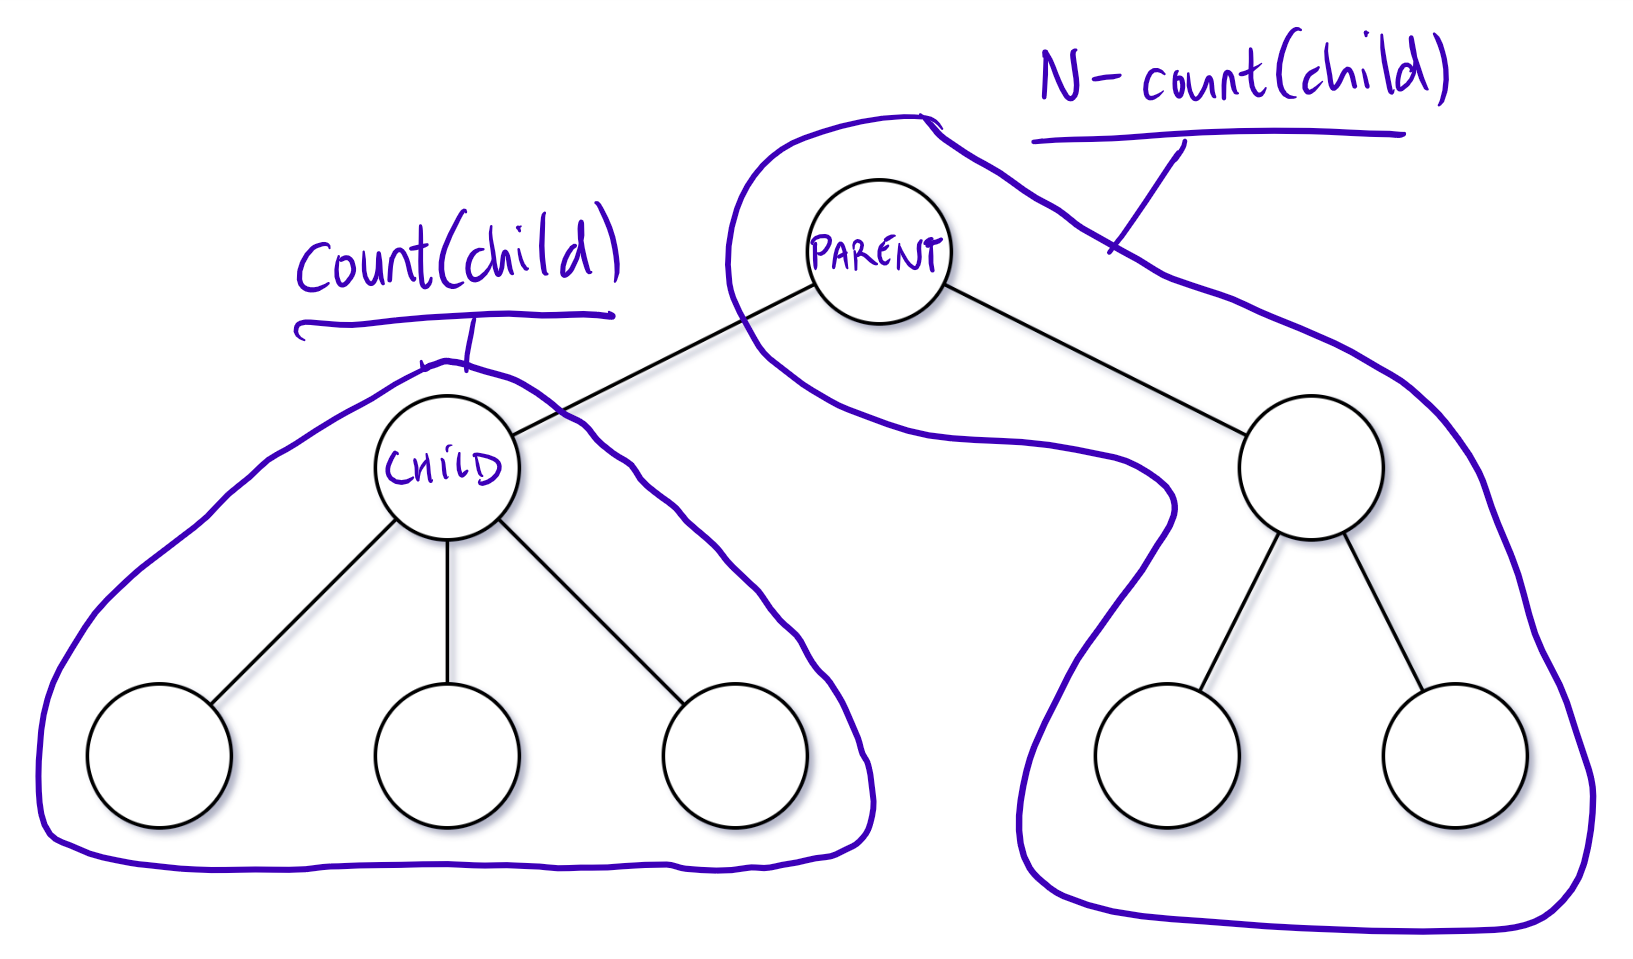 N - count(child)
PARENT
Count(child)
CHILD